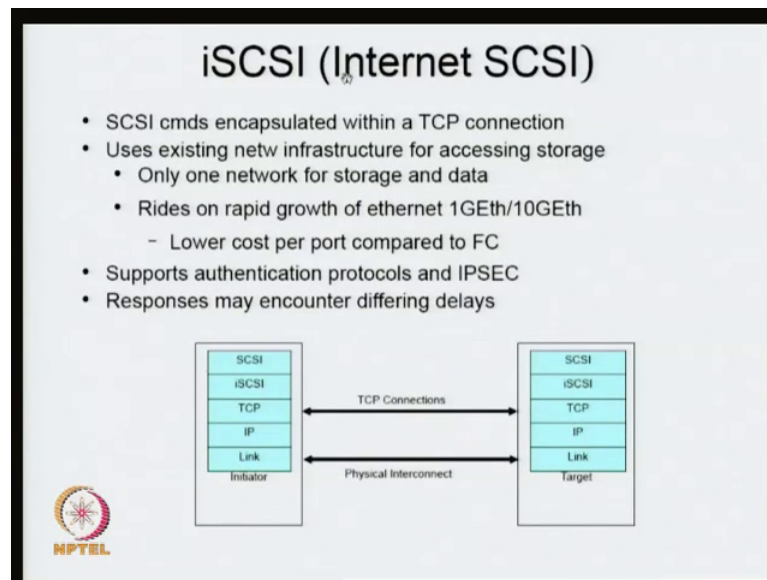 iSCSI (Internet SCSI)
• SCSI cmds encapsulated within a TCP connection
• Uses existing netw infrastructure for accessing storage
• Only one network for storage and data
• Rides on rapid growth of ethernet 1GEth/10GEth
– Lower cost per port compared to FC
• Supports authentication protocols and IPSEC
• Responses may encounter differing delays
SCSI
iSCSI
TCP
IP
Link
Initiator
TCP Connections
Physical Interconnect
SCSI
iSCSI
TCP
IP
Link
Target
NPTEL